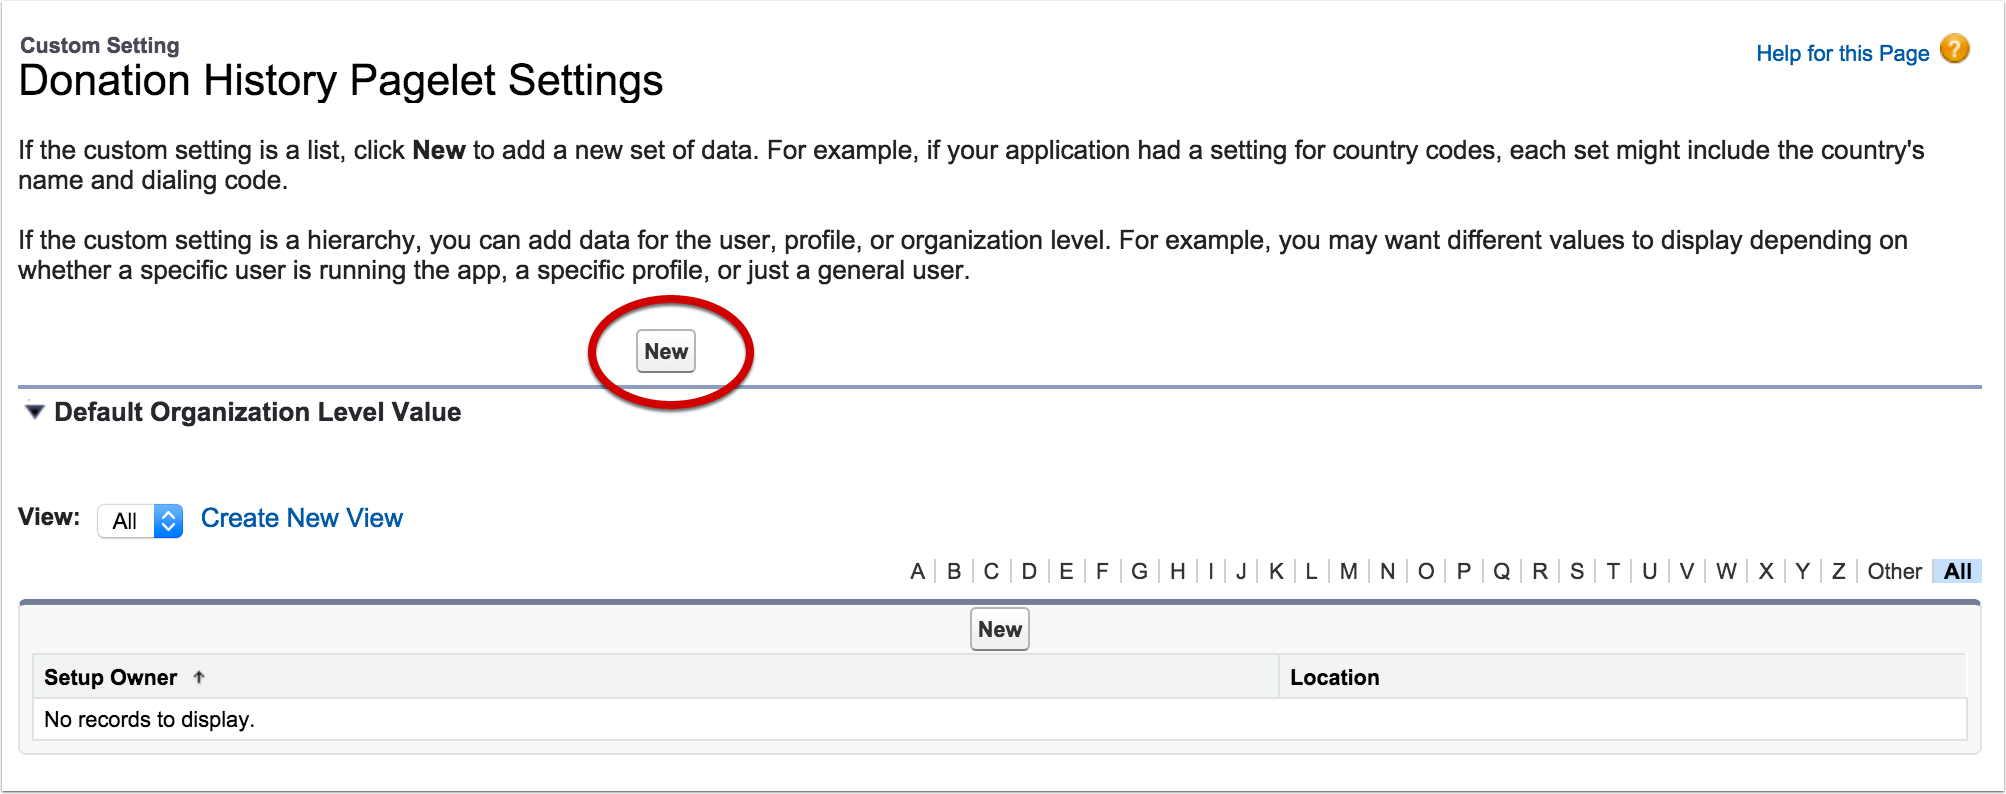 Custom Setting
Donation History Pagelet Settings
Help for this Page ?
If the custom setting is a list, click New to add a new set of data. For example, if your application had a setting for country codes, each set might include the country's
name and dialing code.
If the custom setting is a hierarchy, you can add data for the user, profile, or organization level. For example, you may want different values to display depending on
whether a specific user is running the app, a specific profile, or just a general user.
New
Default Organization Level Value
View: All Create New View
A | B | C | D | E | F | G | H | I | J | K | L | M | N | O | P | Q | R | S | T | U | V | W | X | Y | Z | Other | All
New
Setup Owner ↑ Location
No records to display.